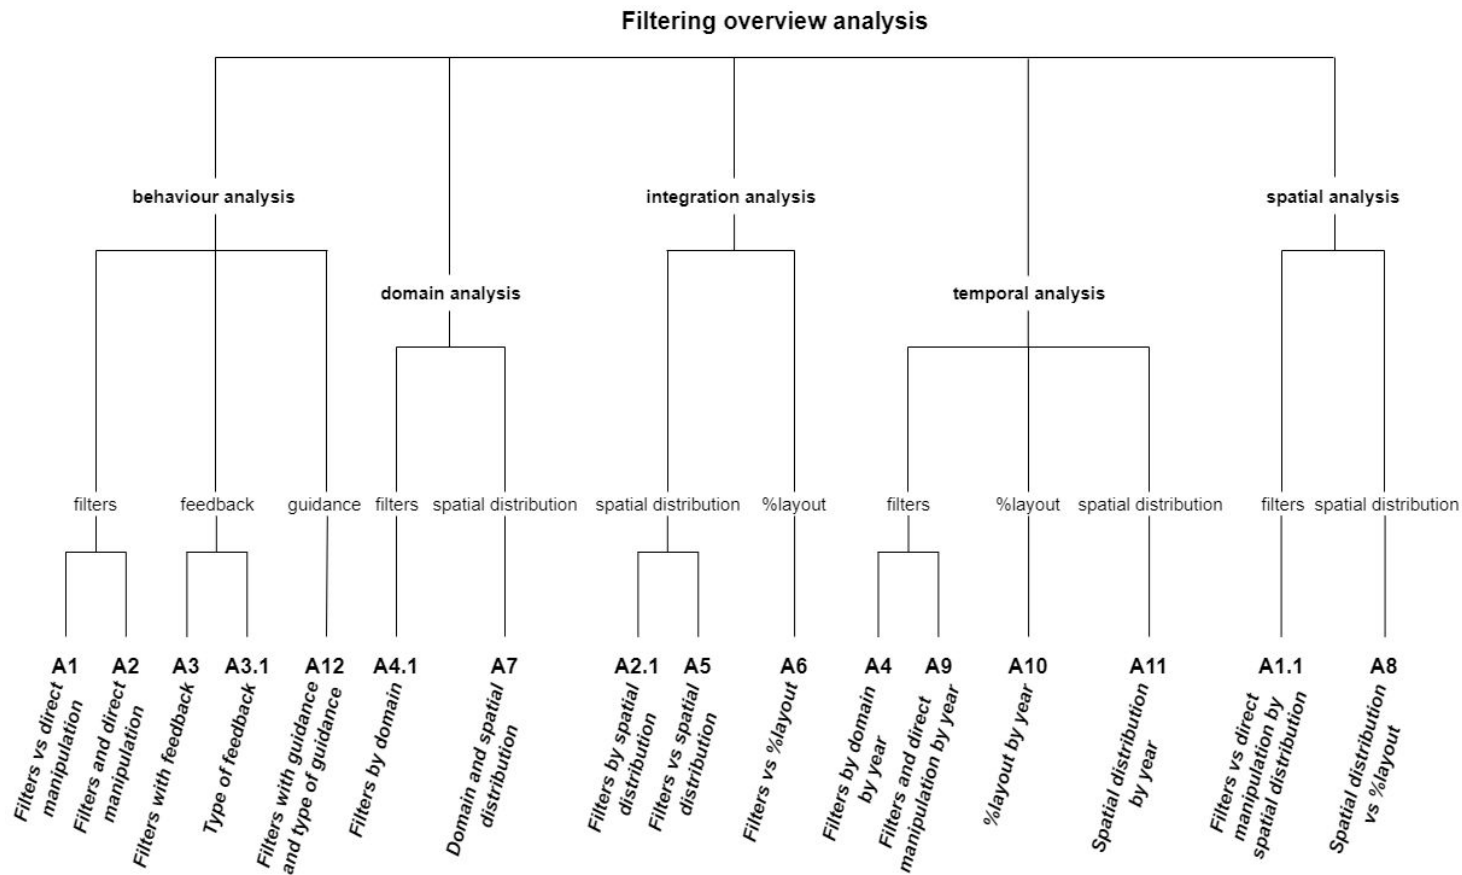 Filtering overview analysis
behaviour analysis
integration analysis
spatial analysis
domain analysis
temporal analysis
filters
feedback
guidance
filters
spatial distribution
spatial distribution
%layout
filters
%layout
spatial distribution
filters
spatial distribution
A1
Filters vs direct
manipulation
A2
Filters and direct
manipulation
A3
Filters with feedback
A3.1
Type of feedback
A12
Filters with guidance
and type of guidance
A4.1
Filters by domain
A7
Domain and spatial
distribution
A2.1
Filters by spatial
distribution
A5
Filters vs spatial
distribution
A6
Filters vs %layout
A4
Filters by domain
by year
A9
Filters and direct
manipulation by year
A10
%layout by year
A11
Spatial distribution
by year
A1.1
Filters vs direct
manipulation by
spatial distribution
A8
Spatial distribution
vs %layout